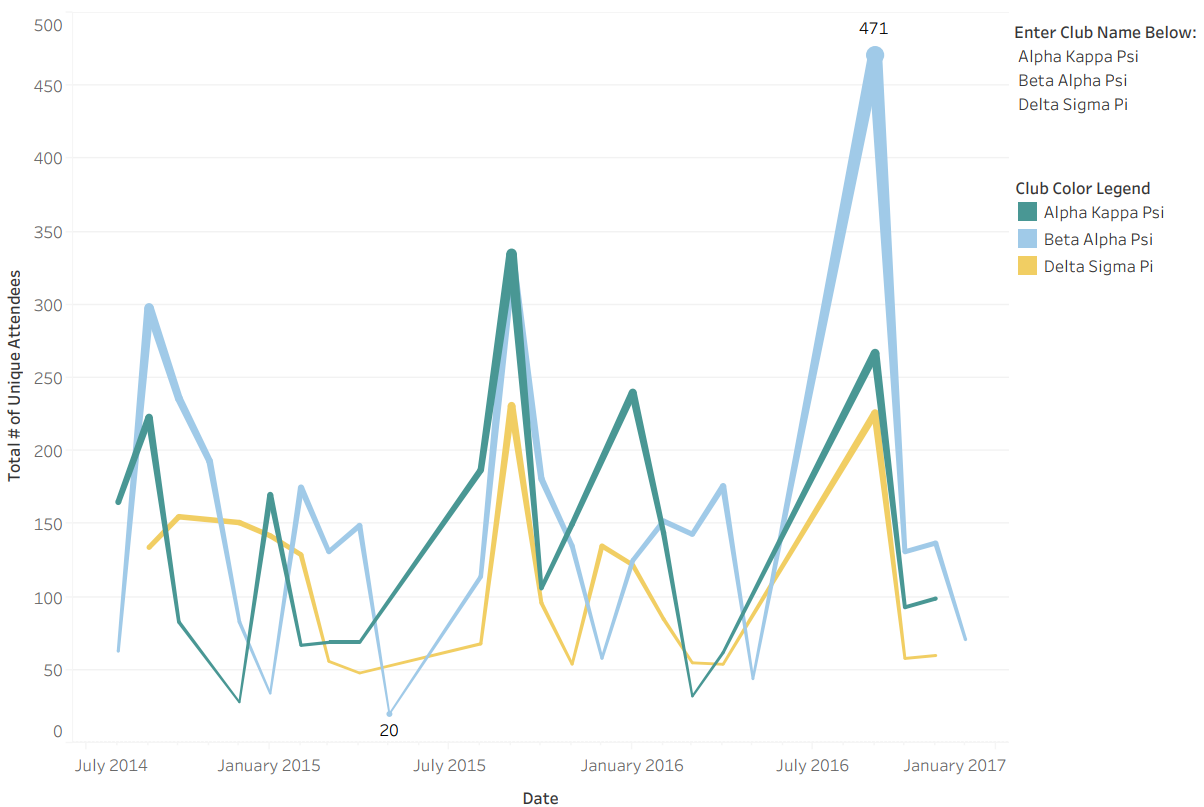 Total # of Unique Attendees
500
450
400
350
300
250
200
150
100
50
0
471
20
July 2014
January 2015
July 2015
January 2016
July 2016
January 2017
Date
Enter Club Name Below:
Alpha Kappa Psi
Beta Alpha Psi
Delta Sigma Pi
Club Color Legend
Alpha Kappa Psi
Beta Alpha Psi
Delta Sigma Pi